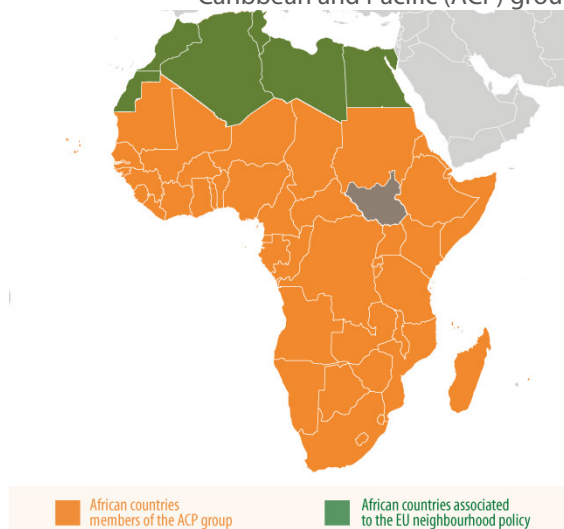 Caribbean and Pacific (ACP) grou
African countries
members of the ACP group
African countries associated
to the EU neighbourhood policy